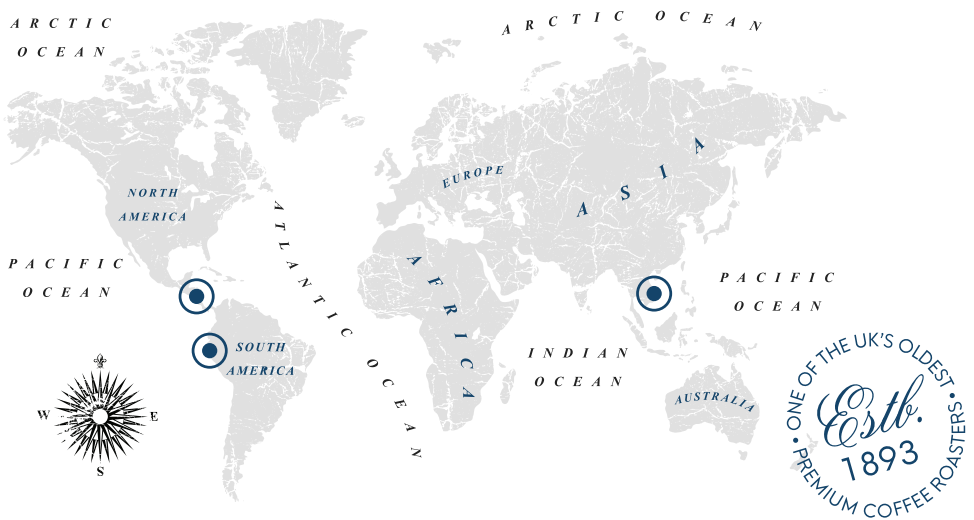 ARCTIC
OCEAN
ARCTIC OCEAN
NORTH
AMERICA
EUROPE
ASIA
ATLANTIC OCEAN
AFRICA
PACIFIC
OCEAN
PACIFIC
OCEAN
SOUTH
AMERICA
INDIAN
OCEAN
AUSTRALIA
W
E
S
• ONE OF THE UK'S OLDEST •
Estb.
1893
PREMIUM COFFEE ROASTERS